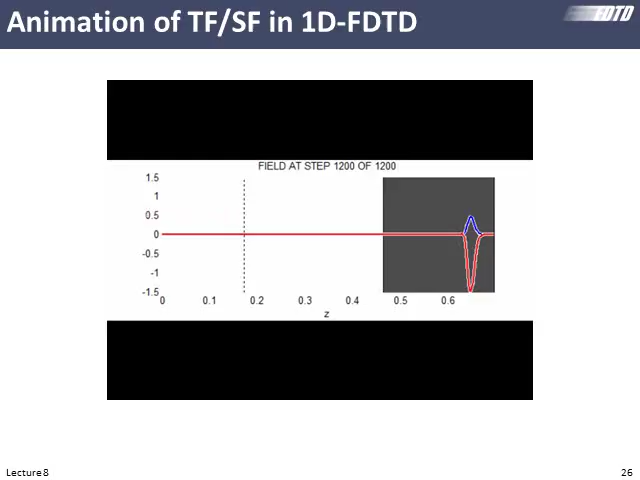 Animation of TF/SF in 1D-FDTD
FDTD
FIELD AT STEP 1200 OF 1200
1.5
1
0.5
0
-0.5
-1
-1.5
0 0.1 0.2 0.3 0.4 0.5 0.6
z
Lecture 8 26